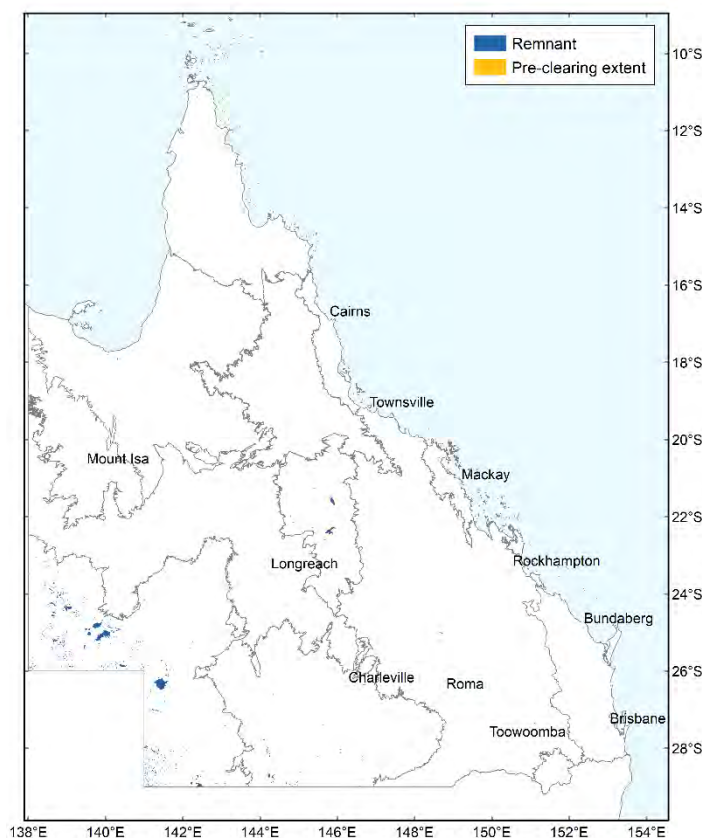 Remnant
Pre-clearing extent
10°S
12°S
14°S
16°S
Cairns
18°S
Townsville
20°S
Mount Isa
Mackay
22°S
Longreach
Rockhampton
24°S
Bundaberg
26°S
Charleville
Roma
Brisbane
Toowoomba
28°S
138°E
140°E
142°E
144°E
146°E
148°E
150°E
152°E
154°E